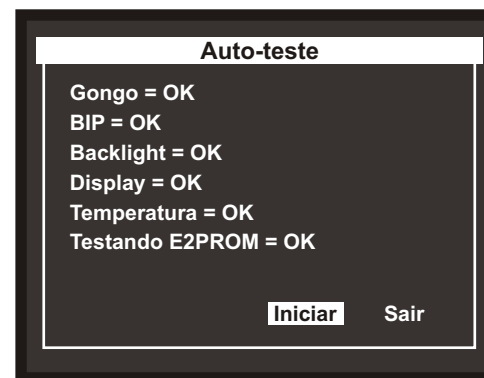 Auto-teste
Gongo = OK
BIP = OK
Backlight = OK
Display = OK
Temperatura = OK
Testando E2PROM = OK
Iniciar Sair